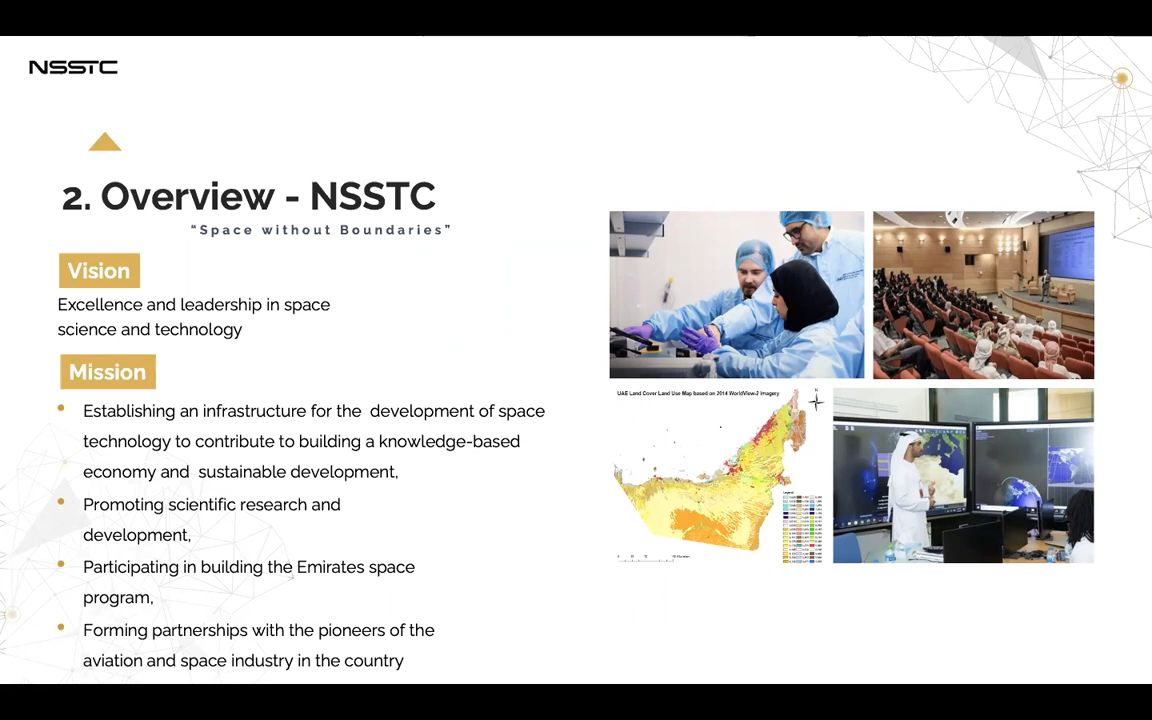 NSSTC
2. Overview - NSSTC
“Space without Boundaries”
Vision
Excellence and leadership in space
science and technology
Mission
Establishing an infrastructure for the  development of space
technology to contribute to building a knowledge-based
economy and  sustainable development,
Promoting scientific research and
development,
Participating in building the Emirates space
program,
Forming partnerships with the pioneers of the
aviation and space industry in the country
UAE Land Cover Land Use Map based on 2014 WorldView-2 Imagery
N
Legend